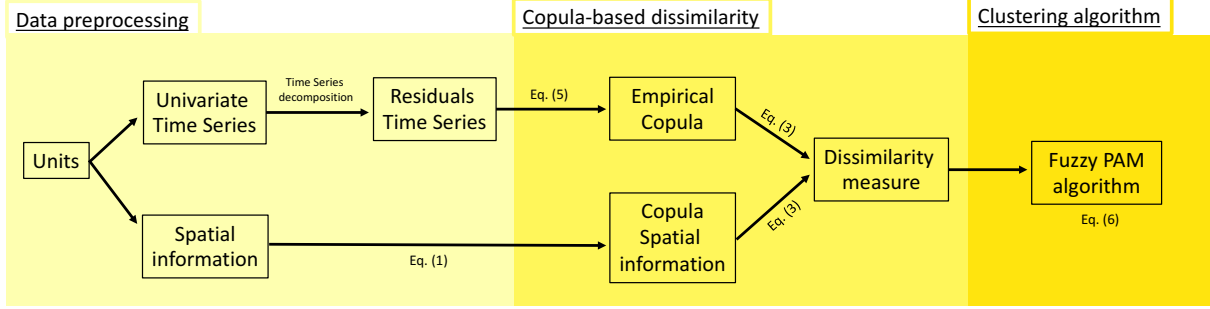 Data preprocessing
Copula-based dissimilarity
Clustering algorithm
Units
Univariate
Time Series
Time Series
decomposition
Residuals
Time Series
Eq. (5)
Empirical
Copula
Eq. (3)
Spatial
information
Eq. (1)
Copula
Spatial
information
Eq. (3)
Dissimilarity
measure
Fuzzy PAM
algorithm
Eq. (6)